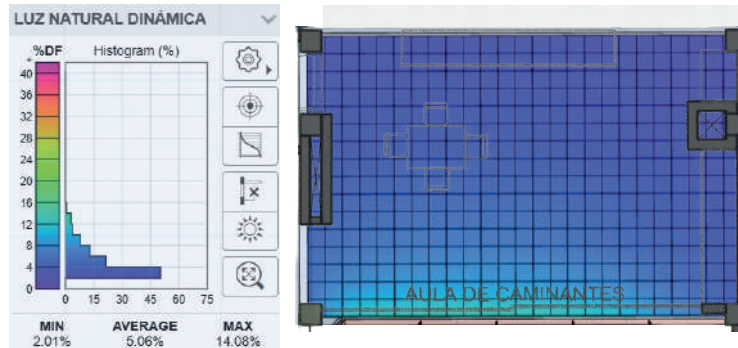 LUZ NATURAL DINÁMICA
%DF Histogram (%)
40
36
32
28
24
20
16
12
8
4
0
0 15 30 45 60 75
MIN AVERAGE MAX
2.01% 5.06% 14.08%
AULA DE CAMINANTES